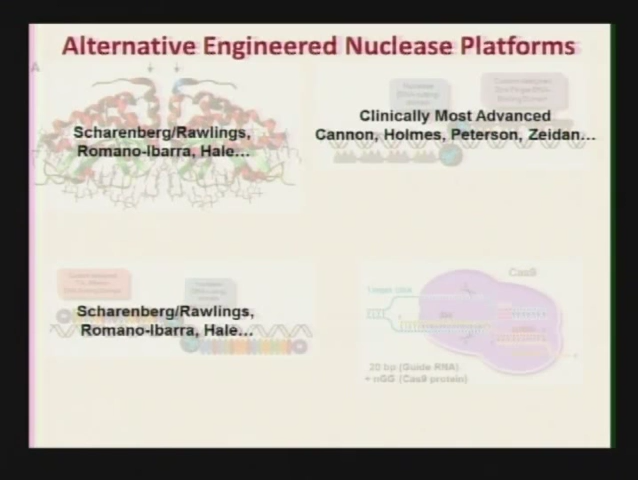 Alternative Engineered Nuclease Platforms
A
Scharenberg/Rawlings,
Romano-Ibarra, Hale…
Clinically Most Advanced
Cannon, Holmes, Peterson, Zeidan…
Scharenberg/Rawlings,
Romano-Ibarra, Hale…
Cas9
20 bp (Guide RNA)
+ nGG (Cas9 protein)